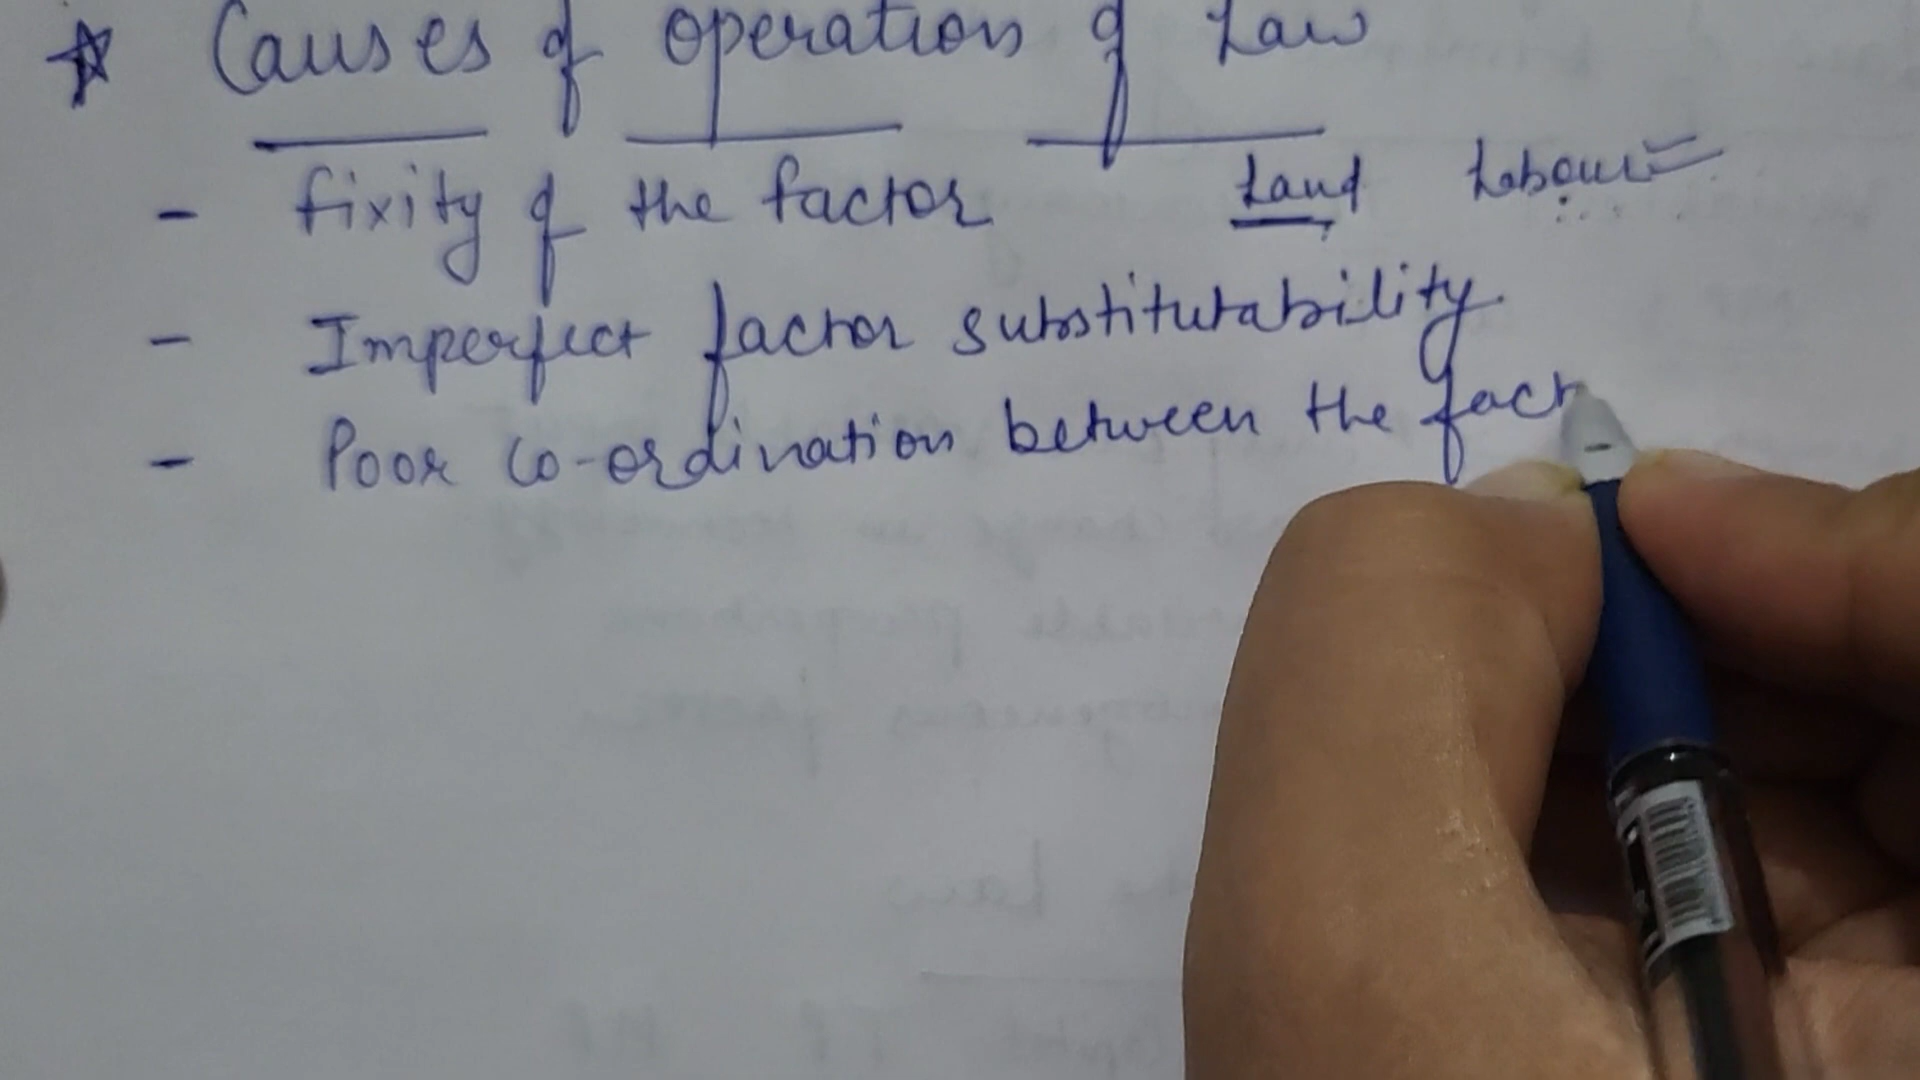 ☆ Causes of operation of Law
- fixity of the factor Land Labour
- Imperfect factor substitutability
- Poor co-ordination between the fact